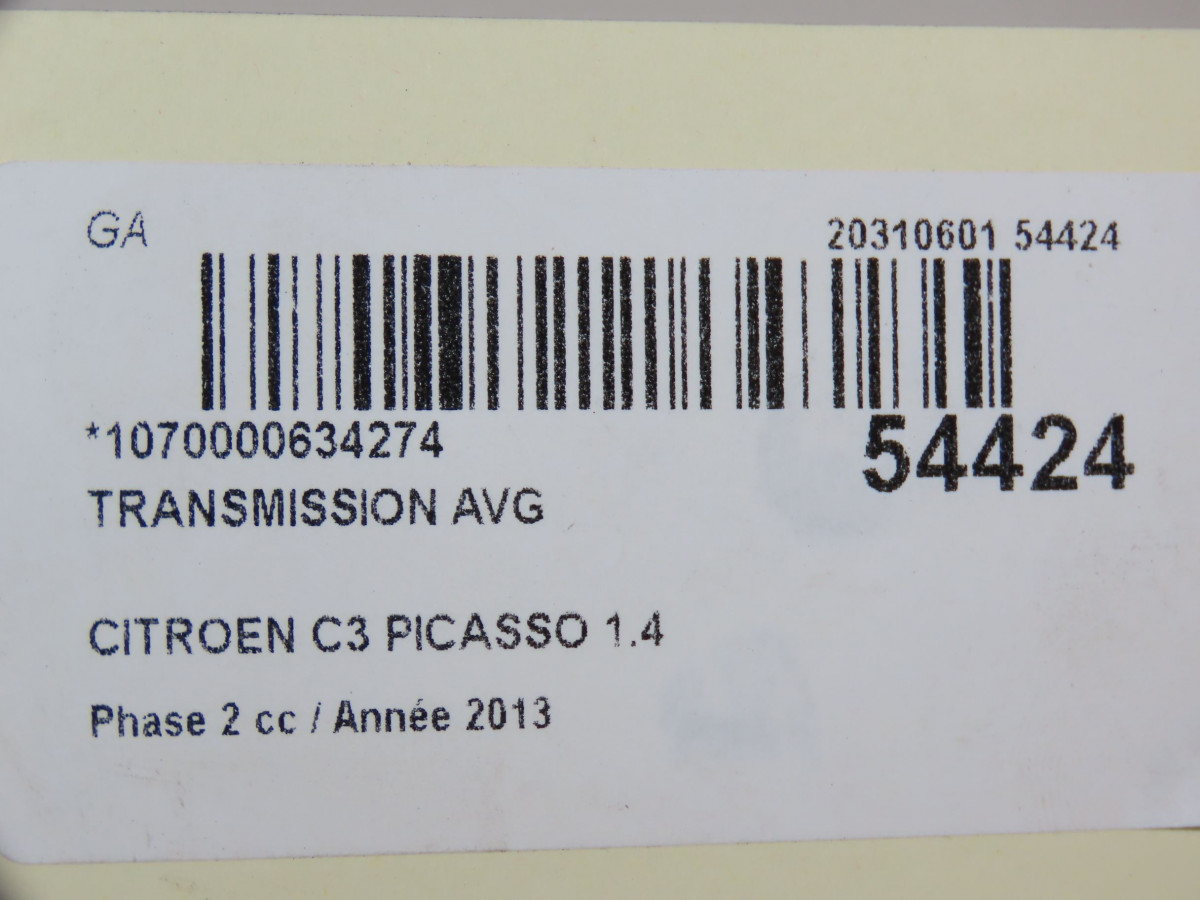 GA
20310601 54424
*1070000634274
54424
TRANSMISSION AVG
CITROEN C3 PICASSO 1.4
Phase 2 cc / Année 2013